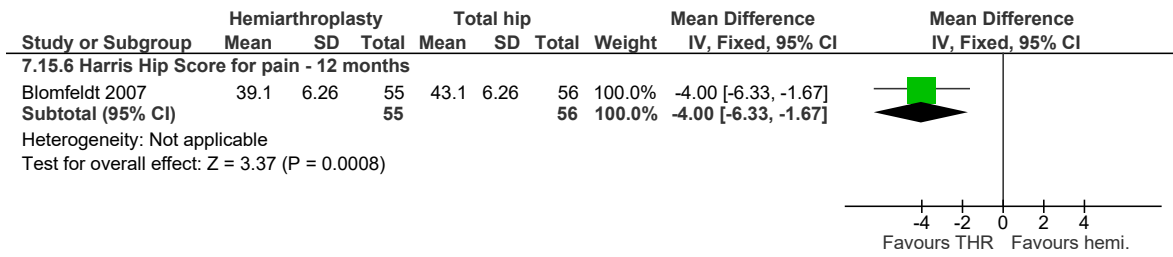 Hemiarthroplasty Total hip Mean Difference Mean Difference
Study or Subgroup Mean SD Total Mean SD Total Weight IV, Fixed, 95% CI IV, Fixed, 95% CI
7.15.6 Harris Hip Score for pain - 12 months
Blomfeldt 2007 39.1 6.26 55 43.1 6.26 56 100.0% -4.00 [-6.33, -1.67]
Subtotal (95% CI) 55 56 100.0% -4.00 [-6.33, -1.67]
Heterogeneity: Not applicable
Test for overall effect: Z = 3.37 (P = 0.0008)
-4 -2 0 2 4
Favours THR Favours hemi.